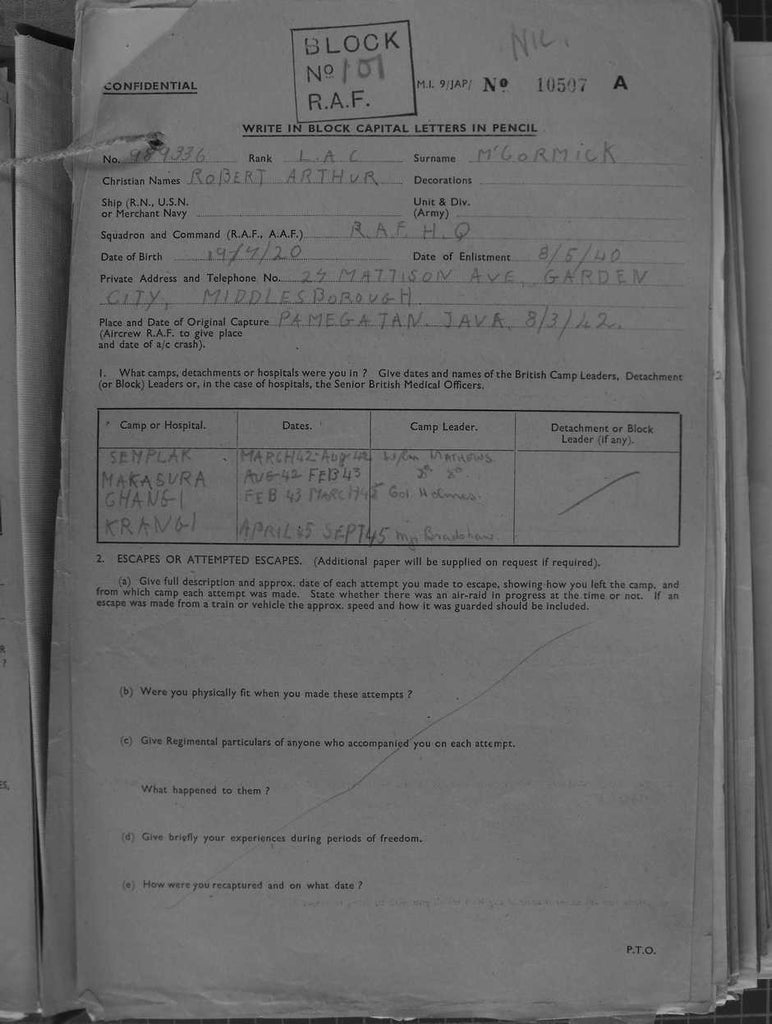 BLOCK
Nº 101
R.A.F.
NIL.
CONFIDENTIAL
M.I. 9/JAP/ Nº 10507 A
WRITE IN BLOCK CAPITAL LETTERS IN PENCIL
No. 989336 Rank L.A.C Surname McCORMICK
Christian Names ROBERT ARTHUR Decorations
Ship (R.N., U.S.N. Unit & Div.
or Merchant Navy (Army)
Squadron and Command (R.A.F., A.A.F.) R.A.F. H.Q
Date of Birth 19/7/20 Date of Enlistment 8/5/40
Private Address and Telephone No. 27 MATTISON AVE, GARDEN
CITY, MIDDLESBOROUGH.
Place and Date of Original Capture PAMEGATAN. JAVA. 8/3/42.
(Aircrew R.A.F. to give place
and date of a/c crash).
1. What camps, detachments or hospitals were you in ? Give dates and names of the British Camp Leaders, Detachment
(or Block) Leaders or, in the case of hospitals, the Senior British Medical Officers.
Camp or Hospital. Dates. Camp Leader. Detachment or Block
Leader (if any).
SEMPLAK MARCH 42-Aug-42 MATHEWS.
MAKASURA AUG-42 FEB 43 Do Do
CHANGI FEB 43 MARCH 45 Col. Holmes.
KRANGI APRIL 45 SEPT 45 Maj Bradshaw.
2. ESCAPES OR ATTEMPTED ESCAPES. (Additional paper will be supplied on request if required).
(a) Give full description and approx. date of each attempt you made to escape, showing how you left the camp, and
from which camp each attempt was made. State whether there was an air-raid in progress at the time or not. If an
escape was made from a train or vehicle the approx. speed and how it was guarded should be included.
(b) Were you physically fit when you made these attempts ?
(c) Give Regimental particulars of anyone who accompanied you on each attempt.
What happened to them ?
(d) Give briefly your experiences during periods of freedom.
(e) How were you recaptured and on what date ?
P.T.O.